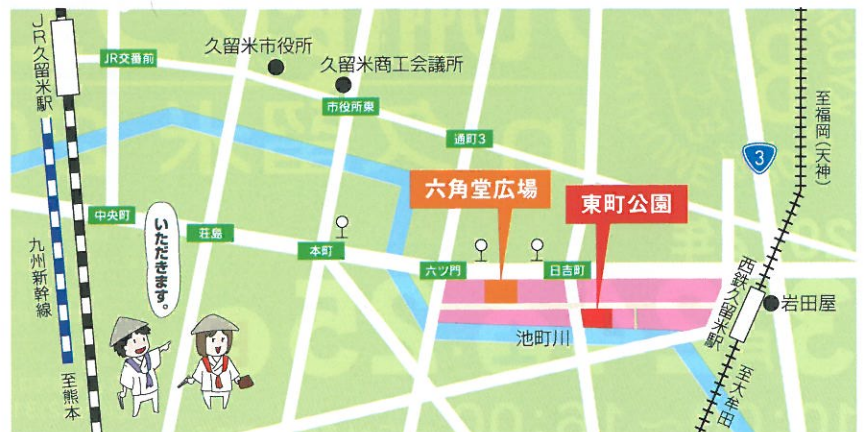 JR久留米駅
JR交番前
久留米市役所
久留米商工会議所
市役所東
通町3
至福岡(天神)
3
六角堂広場
東町公園
中央町
いただきます。
荘島
本町
六ツ門
日吉町
九州新幹線
西鉄久留米駅
岩田屋
池町川
至熊本
至大牟田